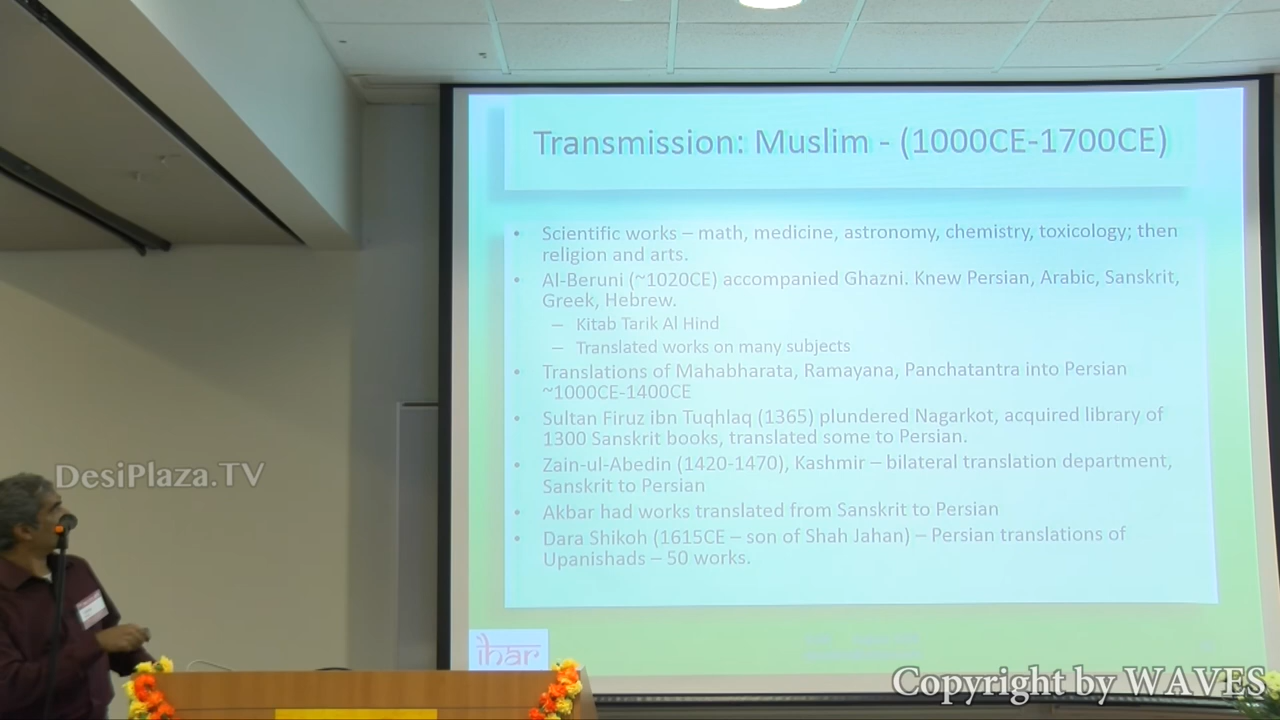 Transmission: Muslim - (1000CE-1700CE)
• Scientific works – math, medicine, astronomy, chemistry, toxicology; then
religion and arts.
• Al-Beruni (~1020CE) accompanied Ghazni. Knew Persian, Arabic, Sanskrit,
Greek, Hebrew.
– Kitab Tarik Al Hind
– Translated works on many subjects
• Translations of Mahabharata, Ramayana, Panchatantra into Persian
~1000CE-1400CE
• Sultan Firuz ibn Tuqhlaq (1365) plundered Nagarkot, acquired library of
1300 Sanskrit books, translated some to Persian.
• Zain-ul-Abedin (1420-1470), Kashmir – bilateral translation department,
Sanskrit to Persian
• Akbar had works translated from Sanskrit to Persian
• Dara Shikoh (1615CE – son of Shah Jahan) – Persian translations of
Upanishads – 50 works.
DesiPlaza.TV
ihar
Copyright by WAVES